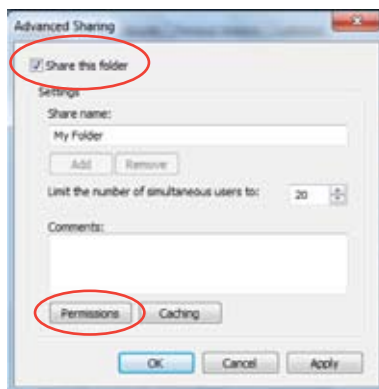 Advanced Sharing
Share this folder
Settings
Share name:
My Folder
Add Remove
Limit the number of simultaneous users to: 20
Comments:
Permissions Caching
OK Cancel Apply